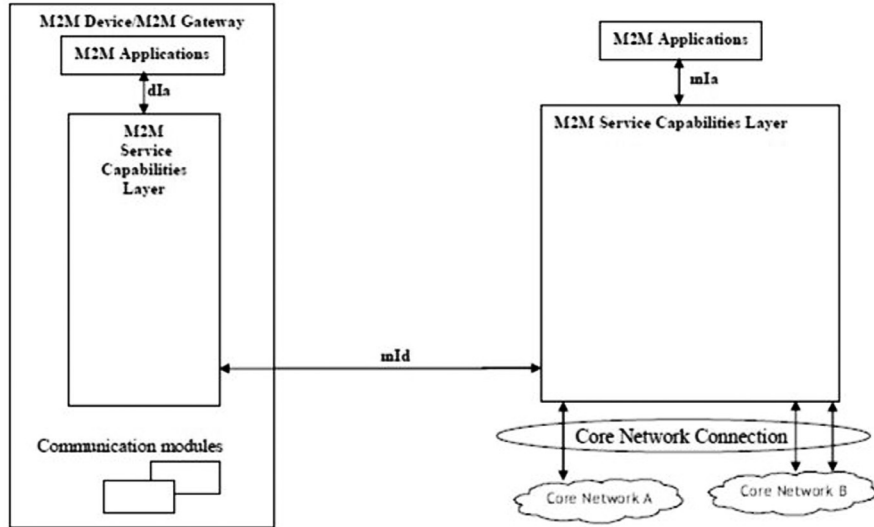 M2M Device/M2M Gateway
M2M Applications
dIa
M2M
Service
Capabilities
Layer
Communication modules
mId
M2M Applications
mIa
M2M Service Capabilities Layer
Core Network Connection
Core Network A
Core Network B